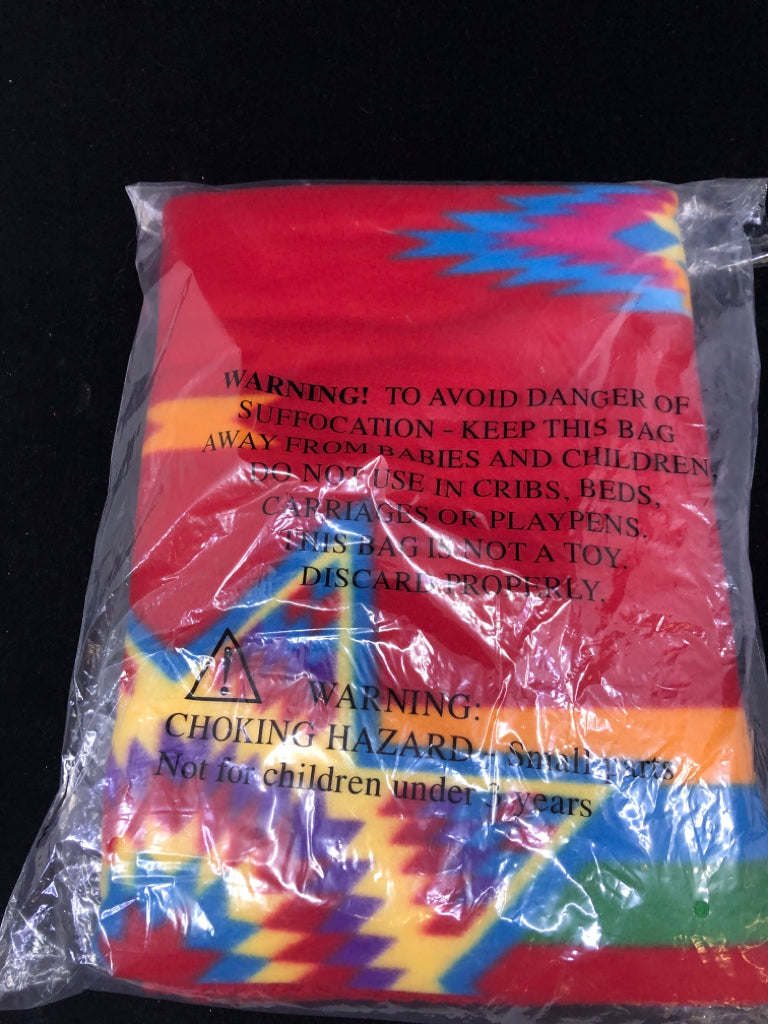 WARNING! TO AVOID DANGER OF
SUFFOCATION - KEEP THIS BAG
AWAY FROM BABIES AND CHILDREN,
DO NOT USE IN CRIBS, BEDS,
CARRIAGES OR PLAYPENS.
THIS BAG IS NOT A TOY.
DISCARD PROPERLY.
WARNING:
CHOKING HAZARD - Small parts
Not for children under 3 years